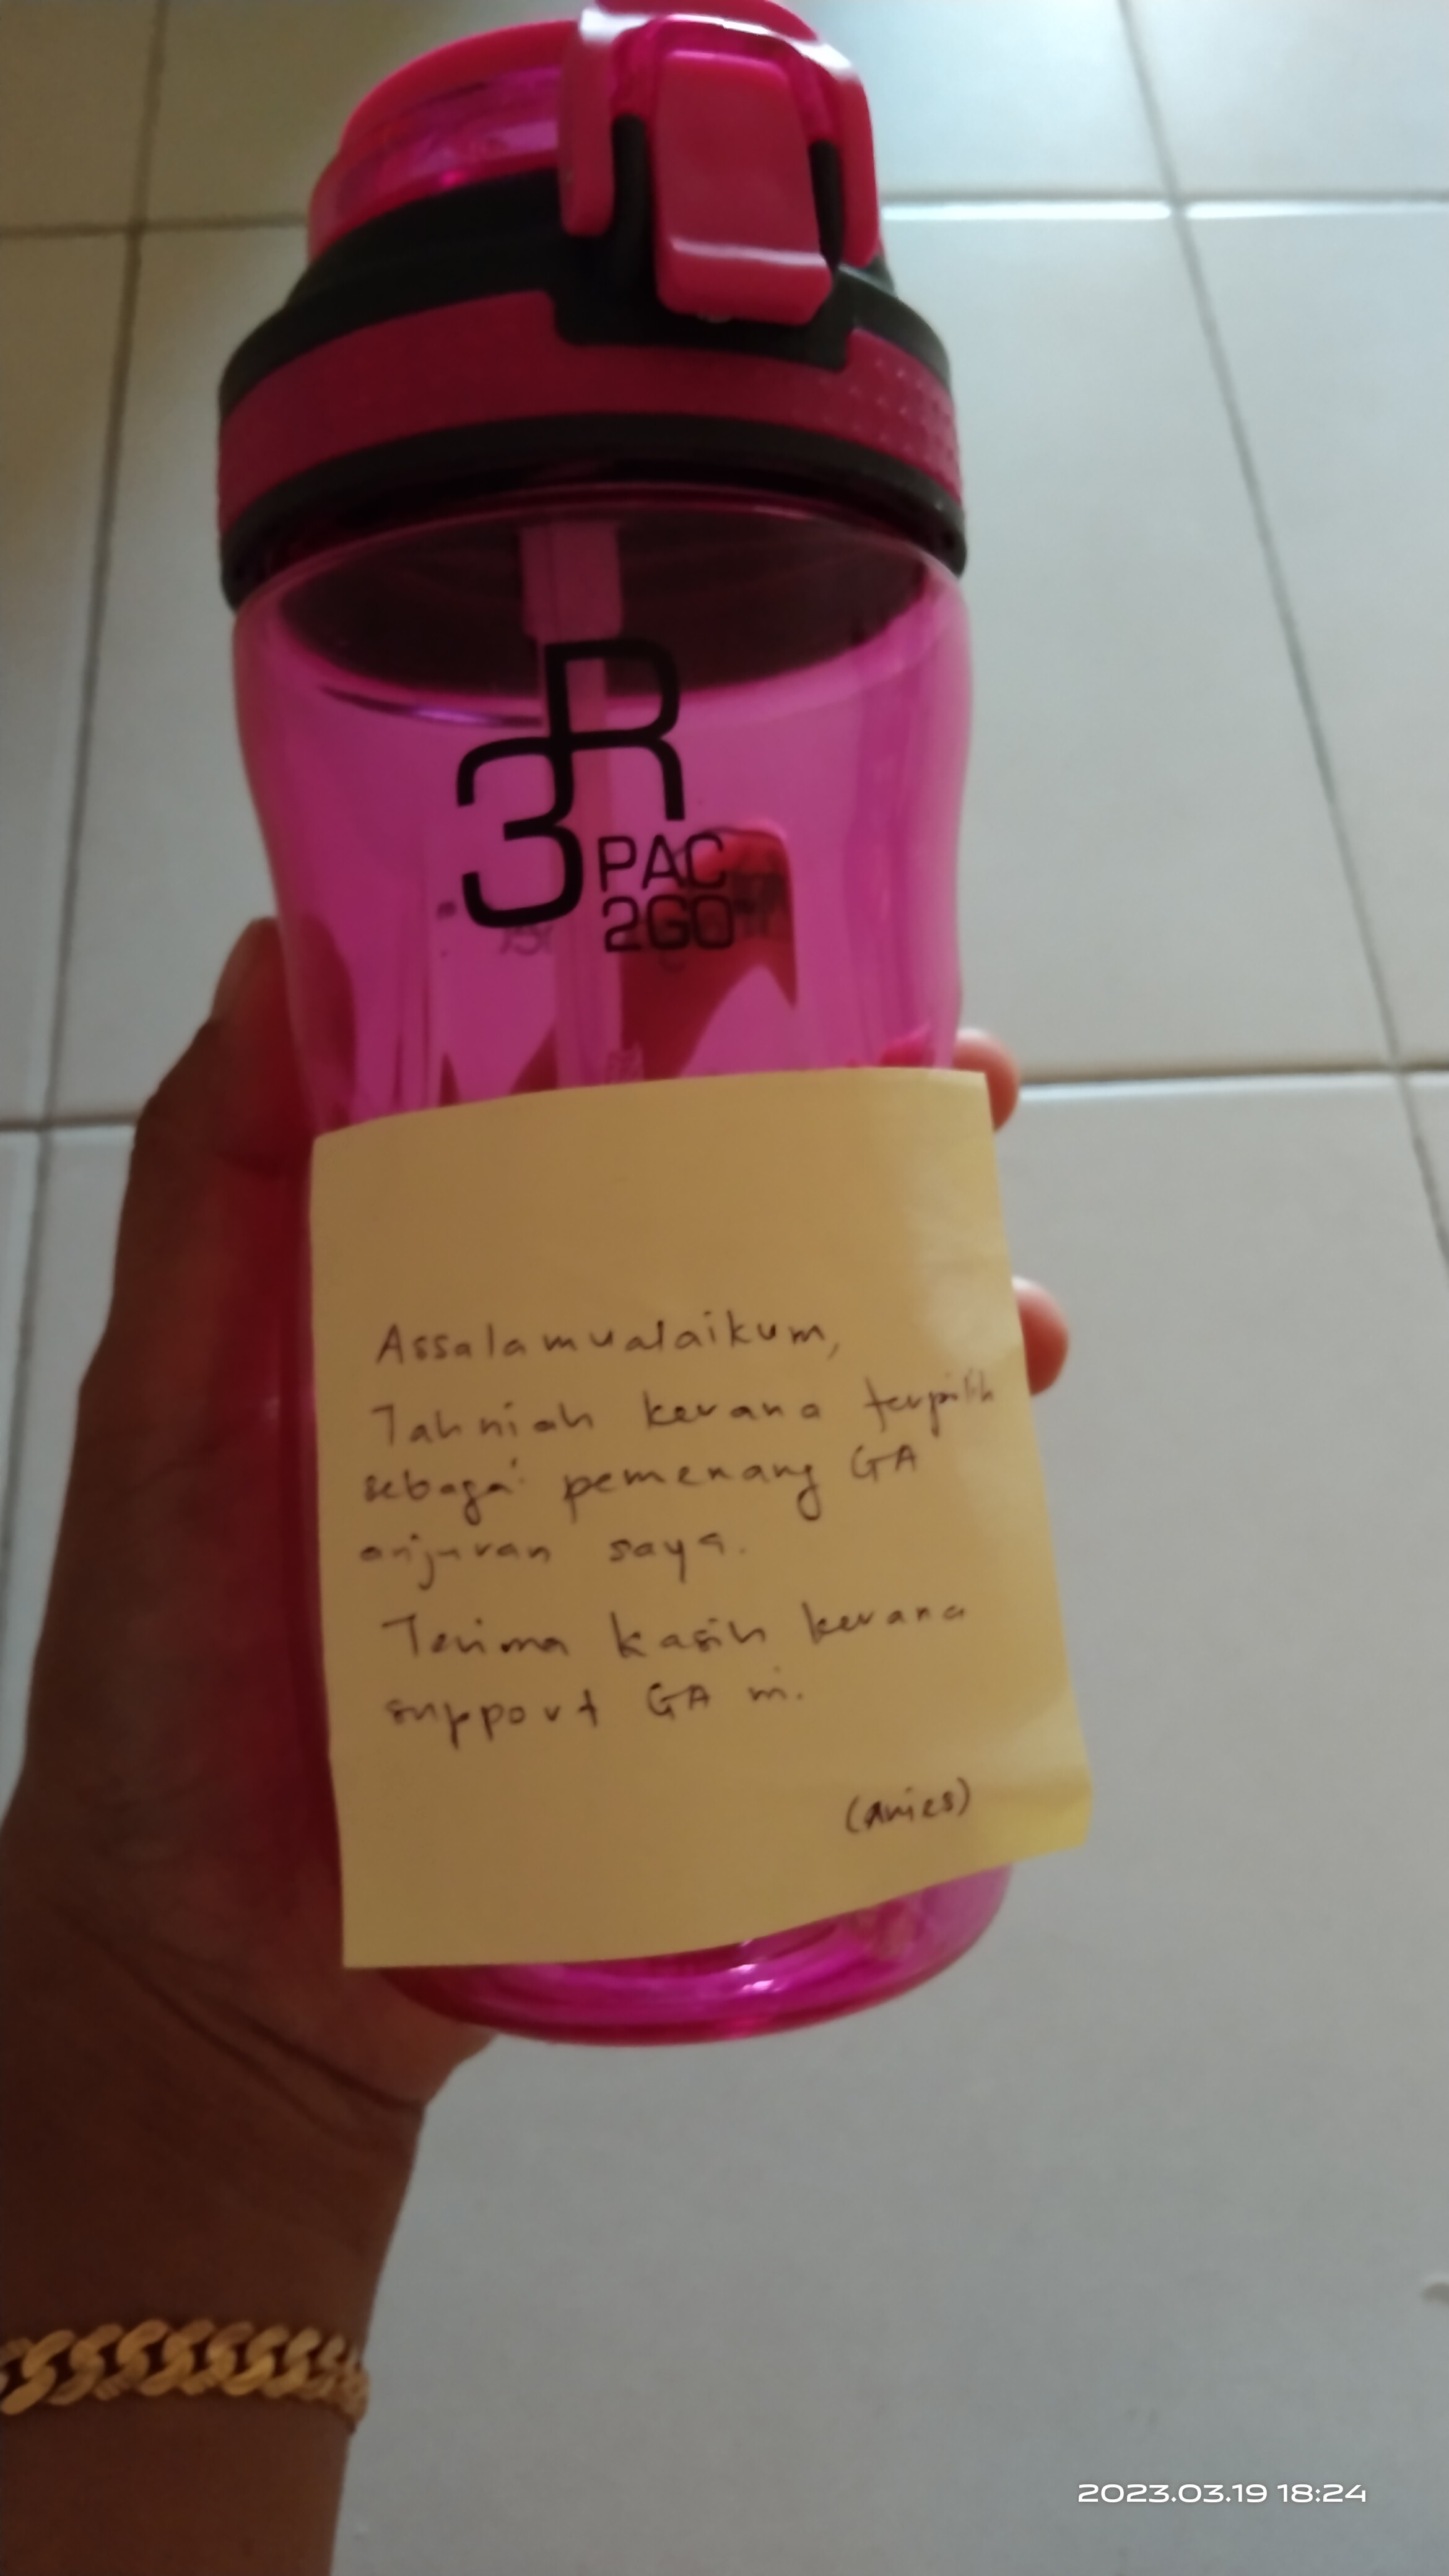 3R
PAC
2GO
Assalamualaikum,
Tahniah kerana terpilih
sebagai pemenang GA
anjuran saya.
Terima kasih kerana
support GA ni.
(anies)
2023.03.19 18:24